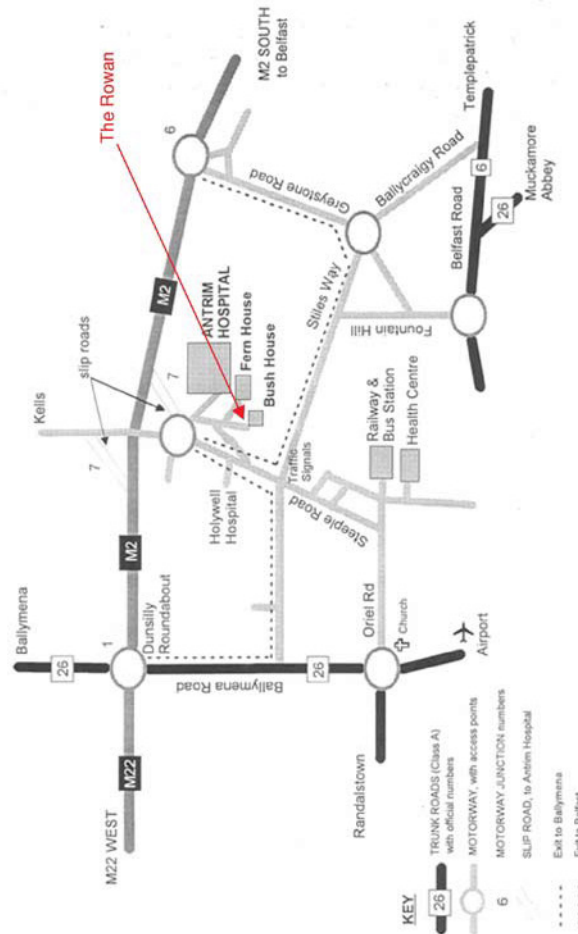 Ballymena
26
M22 WEST
M22
1
Dunsilly
Roundabout
M2
7
Kells
slip roads
7
M2
6
M2 SOUTH
to Belfast
The Rowan
ANTRIM
HOSPITAL
Fern House
Bush House
Holywell
Hospital
Traffic
Signals
Ballymena Road
26
Steeple Road
Stiles Way
Greystone Road
Ballycraigy Road
Fountain Hill
Railway &
Bus Station
Health Centre
Oriel Rd
Church
Airport
Randalstown
Belfast Road
6
Templepatrick
26
Muckamore
Abbey
KEY
26
TRUNK ROADS (Class A)
with official numbers
MOTORWAY, with access points
6
MOTORWAY JUNCTION numbers
SLIP ROAD, to Antrim Hospital
Exit to Ballymena